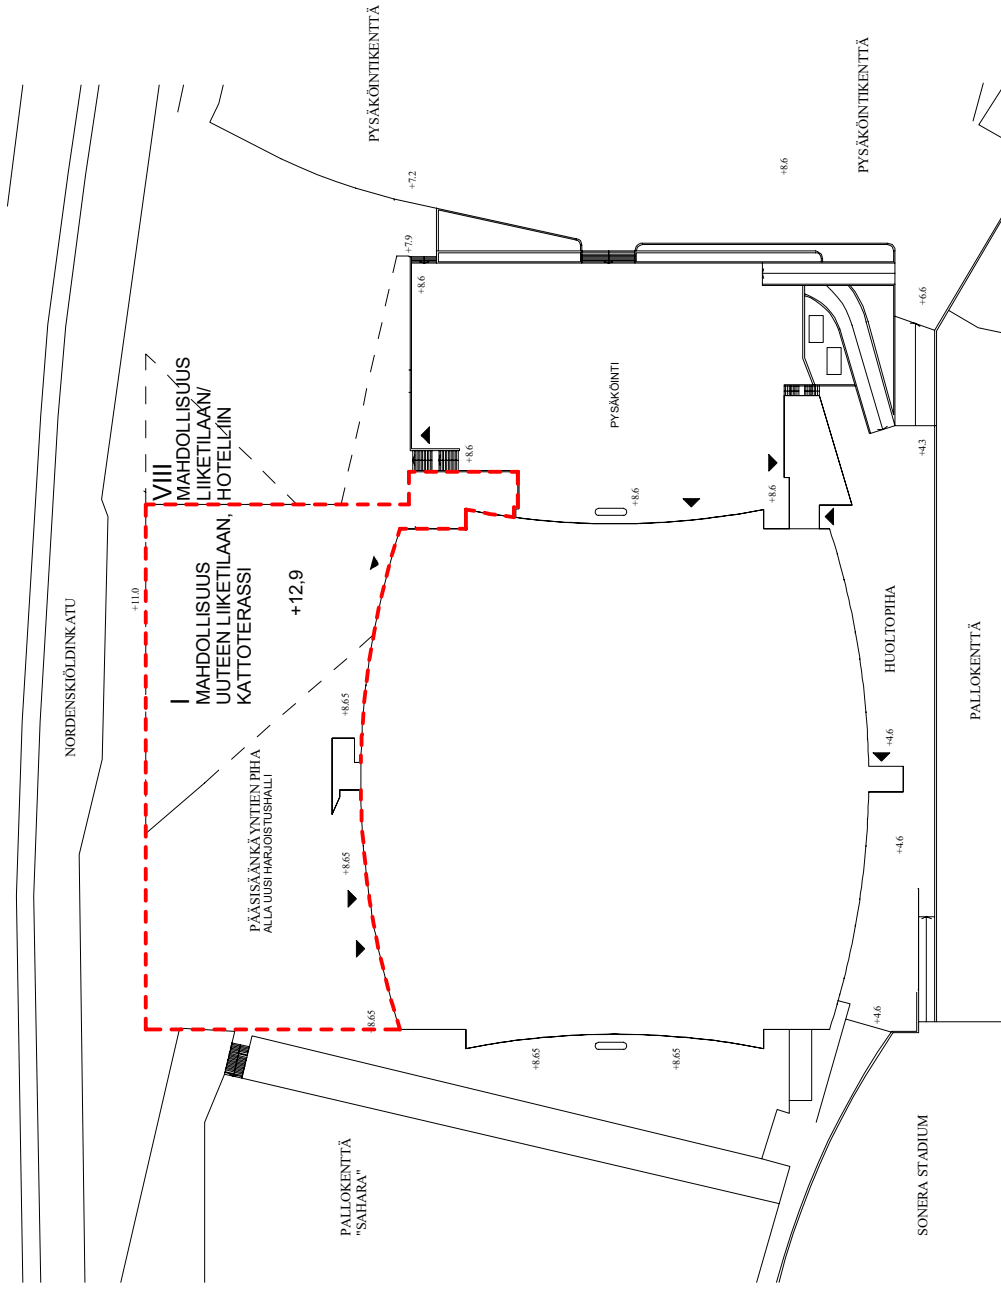 PYSÄKÖINTIKENTTÄ
PYSÄKÖINTIKENTTÄ
+7.2
+8.6
+7.9
+8.6
+6.6
NORDENSKIÖLDINKATU
+11.0
VIII
MAHDOLLISUUS
LIIKETILAAN/
HOTELLIIN
I
MAHDOLLISUUS
UUTEEN LIIKETILAAN,
KATTOTERASSI
+12,9
PYSÄKÖINTI
+8.6
+8.6
+8.6
+4.3
HUOLTOPIHA
PALLOKENTTÄ
+8.65
+4.6
PÄÄSISÄÄNKÄYNTIEN PIHA
ALLA UUSI HARJOISTUSHALLI
+8.65
+4.6
8.65
+4.6
+8.65
+8.65
PALLOKENTTÄ
"SAHARA"
SONERA STADIUM